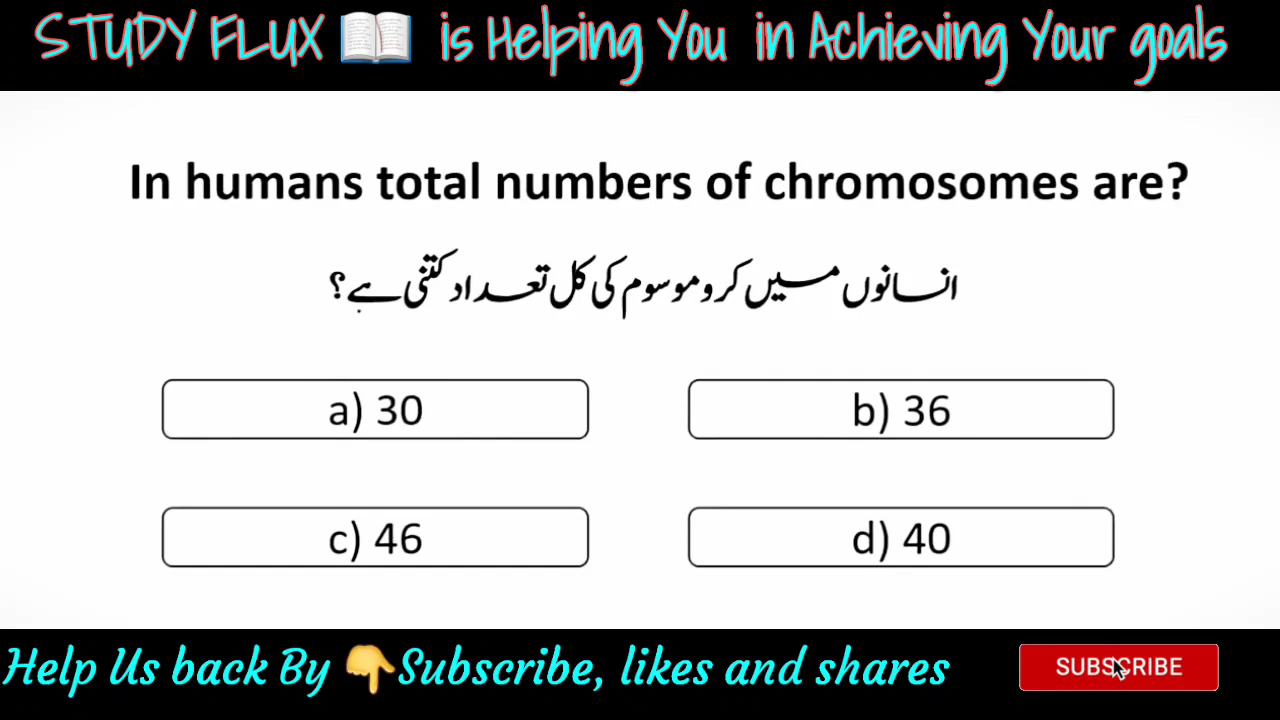 STUDY FLUX 📖 is Helping You in Achieving Your goals
In humans total numbers of chromosomes are?
انسانوں میں کروموسوم کی کل تعداد کتنی ہے؟
a) 30
b) 36
c) 46
d) 40
Help Us back By 👇Subscribe, likes and shares
SUBSCRIBE